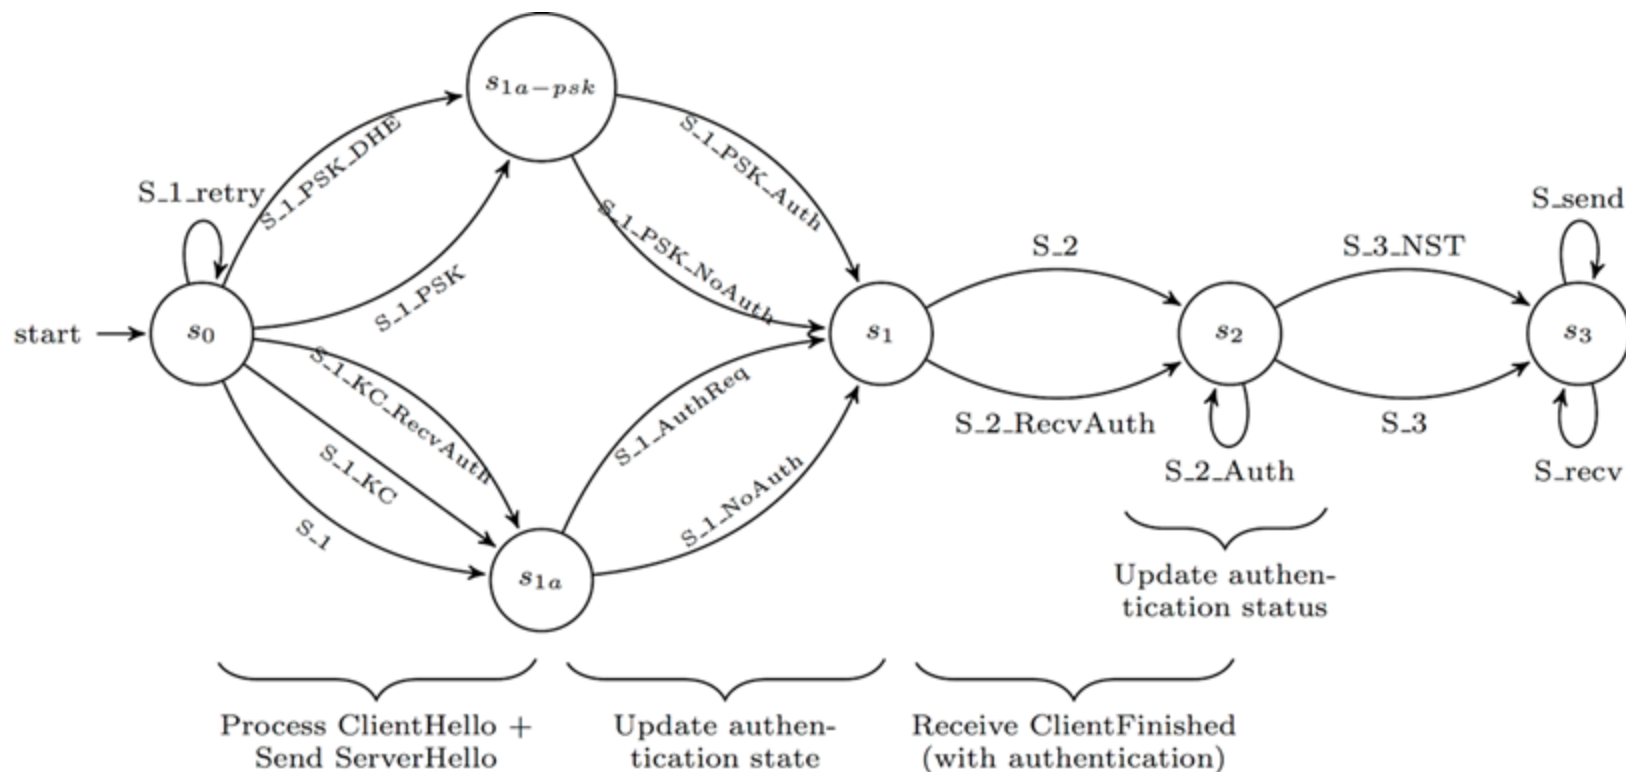 s1a−psk
S_1_PSK_DHE
S_1_PSK_Auth
S_1_retry
S_send
S_1_PSK_NoAuth
S_2
S_3_NST
S_1_PSK
start
s0
s1
s2
s3
S_1_KC_RecvAuth
S_1_AuthReq
S_2_RecvAuth
S_3
S_1_KC
S_2_Auth
S_recv
S_1_NoAuth
S_1
s1a
Update authen-
tication status
Process ClientHello +
Send ServerHello
Update authen-
tication state
Receive ClientFinished
(with authentication)